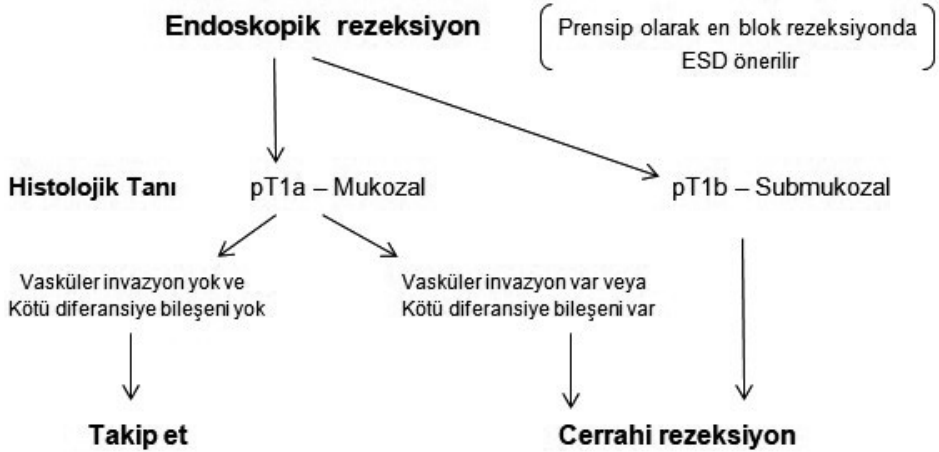 Endoskopik rezeksiyon
Prensip olarak en blok rezeksiyonda
ESD önerilir
Histolojik Tanı
pT1a – Mukozal
pT1b – Submukozal
Vasküler invazyon yok ve
Kötü diferansiye bileşeni yok
Vasküler invazyon var veya
Kötü diferansiye bileşeni var
Takip et
Cerrahi rezeksiyon